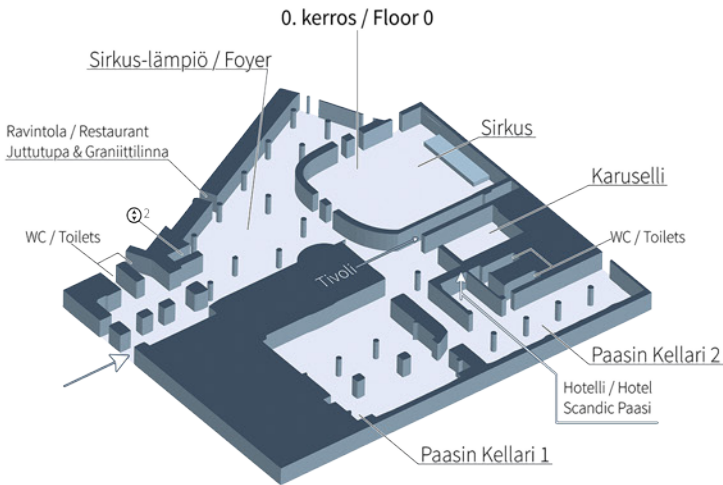 0. kerros / Floor 0
Sirkus-lämpiö / Foyer
Ravintola / Restaurant
Juttutupa & Graniittilinna
Sirkus
Karuselli
2
WC / Toilets
WC / Toilets
Tivoli
Paasin Kellari 2
Hotelli / Hotel
Scandic Paasi
Paasin Kellari 1